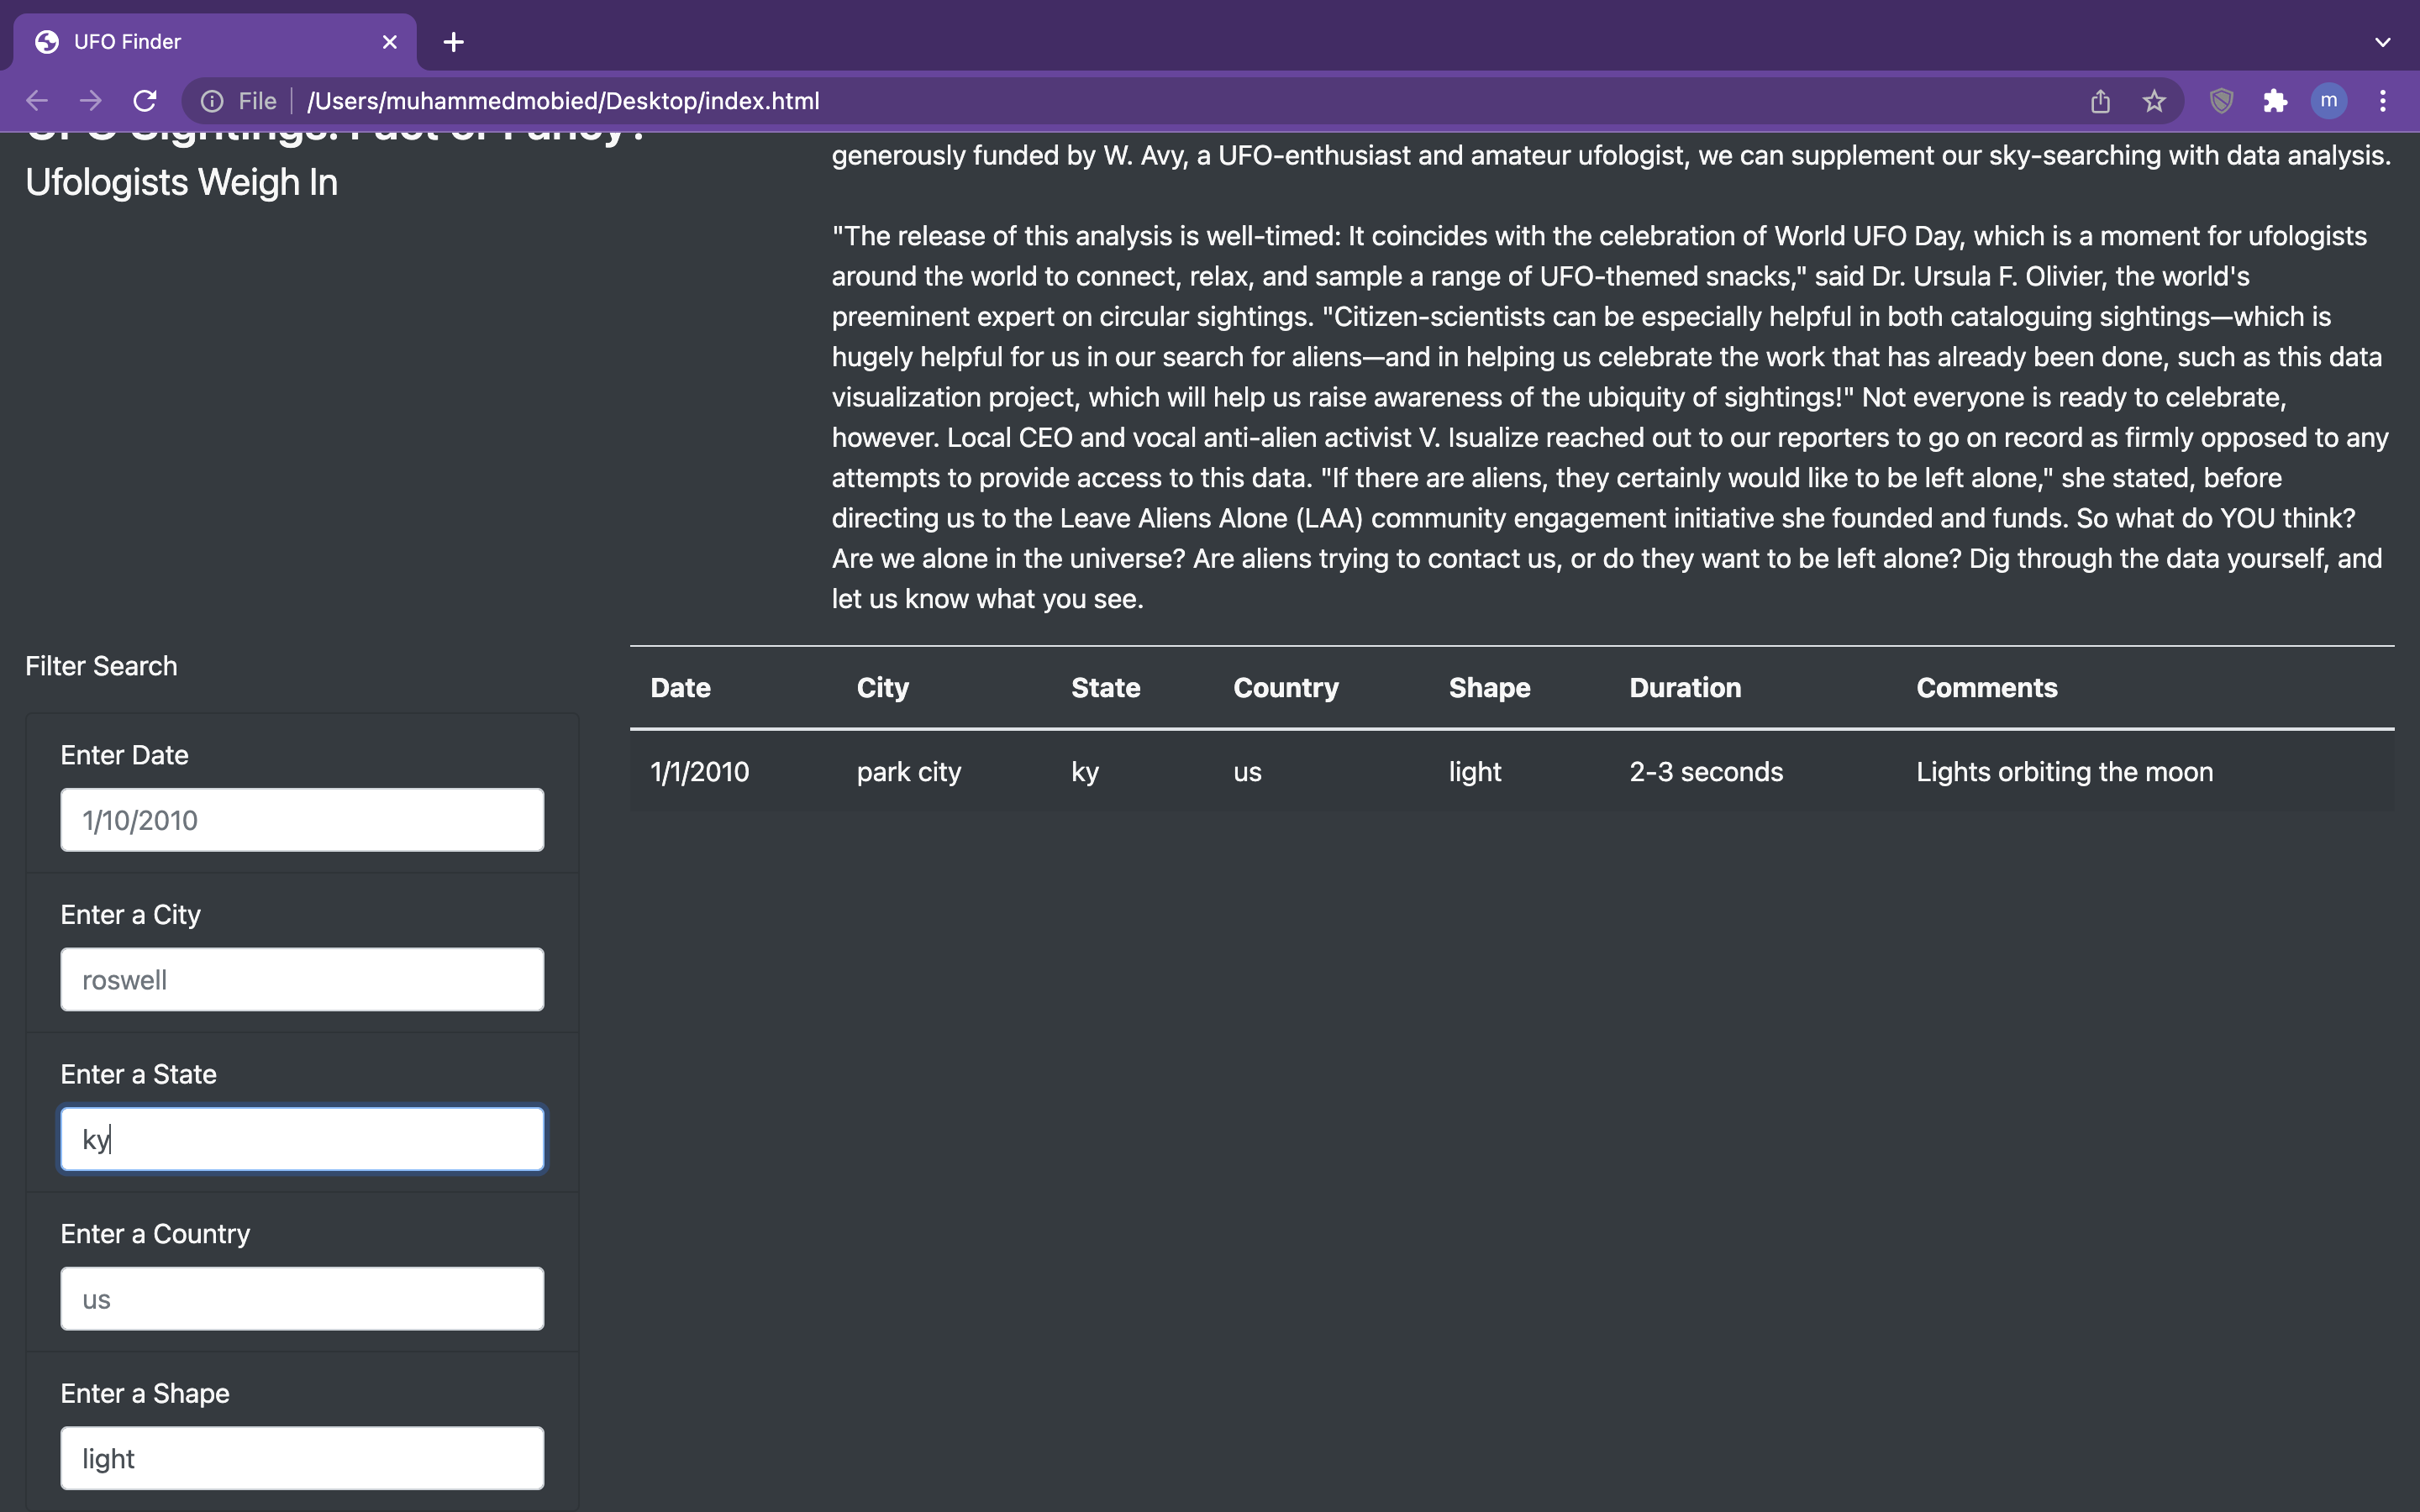 UFO Finder
File
/Users/muhammedmobied/Desktop/index.html
m
UFO Sightings: Fact or Fancy?
Ufologists Weigh In
generously funded by W. Avy, a UFO-enthusiast and amateur ufologist, we can supplement our sky-searching with data analysis.
"The release of this analysis is well-timed: It coincides with the celebration of World UFO Day, which is a moment for ufologists
around the world to connect, relax, and sample a range of UFO-themed snacks," said Dr. Ursula F. Olivier, the world's
preeminent expert on circular sightings. "Citizen-scientists can be especially helpful in both cataloguing sightings—which is
hugely helpful for us in our search for aliens—and in helping us celebrate the work that has already been done, such as this data
visualization project, which will help us raise awareness of the ubiquity of sightings!" Not everyone is ready to celebrate,
however. Local CEO and vocal anti-alien activist V. Isualize reached out to our reporters to go on record as firmly opposed to any
attempts to provide access to this data. "If there are aliens, they certainly would like to be left alone," she stated, before
directing us to the Leave Aliens Alone (LAA) community engagement initiative she founded and funds. So what do YOU think?
Are we alone in the universe? Are aliens trying to contact us, or do they want to be left alone? Dig through the data yourself, and
let us know what you see.
Filter Search
Enter Date
1/10/2010
Enter a City
roswell
Enter a State
ky
Enter a Country
us
Enter a Shape
light
Date City State Country Shape Duration Comments
1/1/2010 park city ky us light 2-3 seconds Lights orbiting the moon